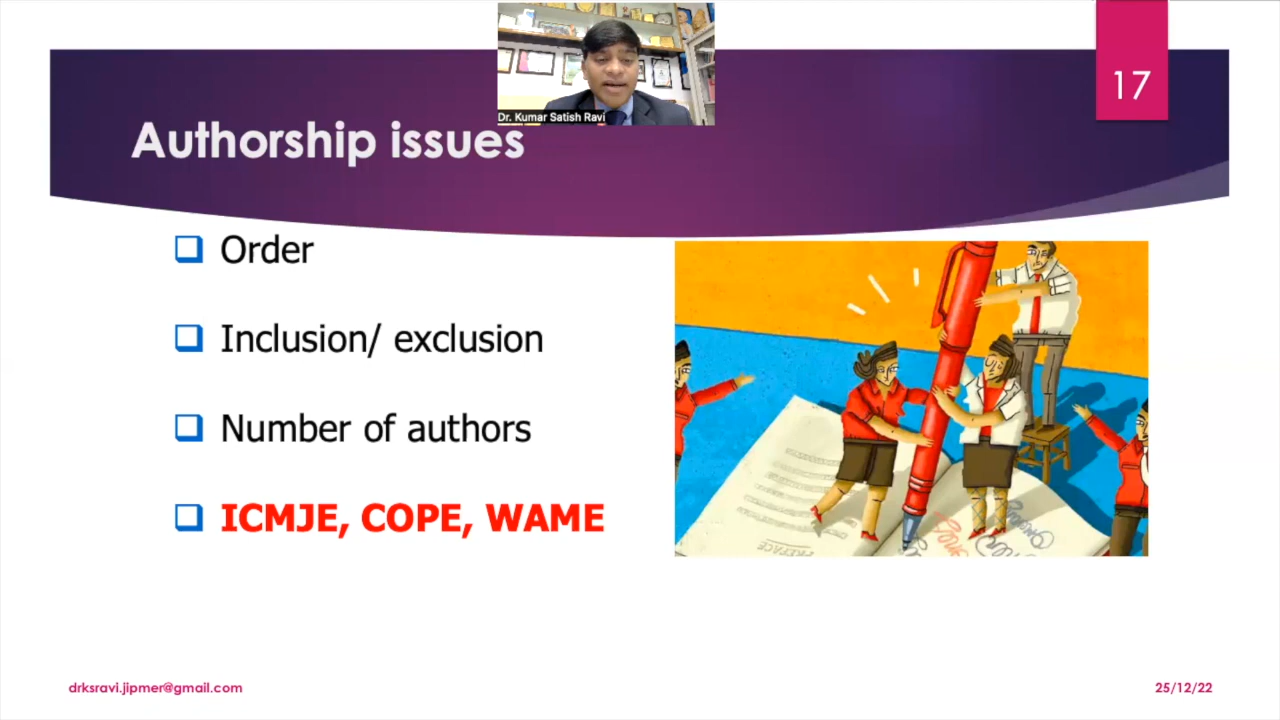 Dr. Kumar Satish Ravi
17
Authorship issues
Order
Inclusion/ exclusion
Number of authors
ICMJE, COPE, WAME
PREFACE
drksravi.jipmer@gmail.com
25/12/22